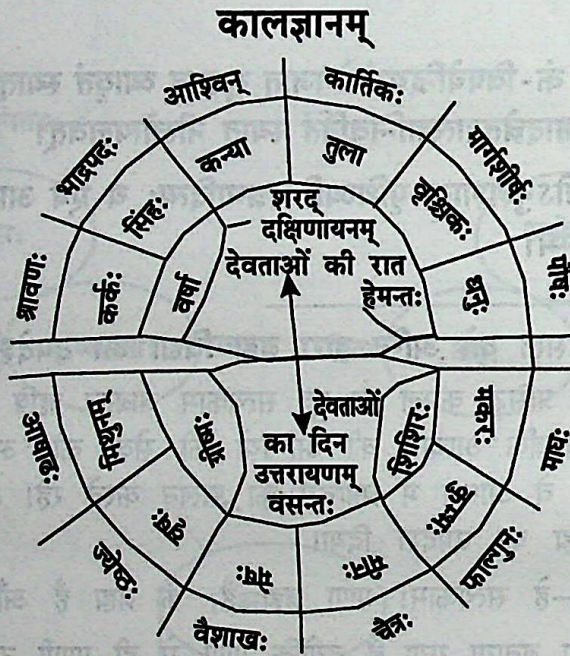 कालज्ञानम्
आश्विन्
कार्तिकः
भाद्रपदः
मार्गशीर्षः
कन्या
तुला
सिंहः
वृश्चिकः
शरद्
दक्षिणायनम्
देवताओं की रात
हेमन्तः
श्रावणः
कर्कः
वर्षा
धनुः
पौषः
आषाढः
मिथुनम्
ग्रीष्मः
देवताओं
का दिन
उत्तरायणम्
वसन्तः
शिशिरः
मकरः
माघः
ज्येष्ठः
वृषः
मेषः
मीनः
कुम्भः
फाल्गुनः
वैशाखः
चैत्रः